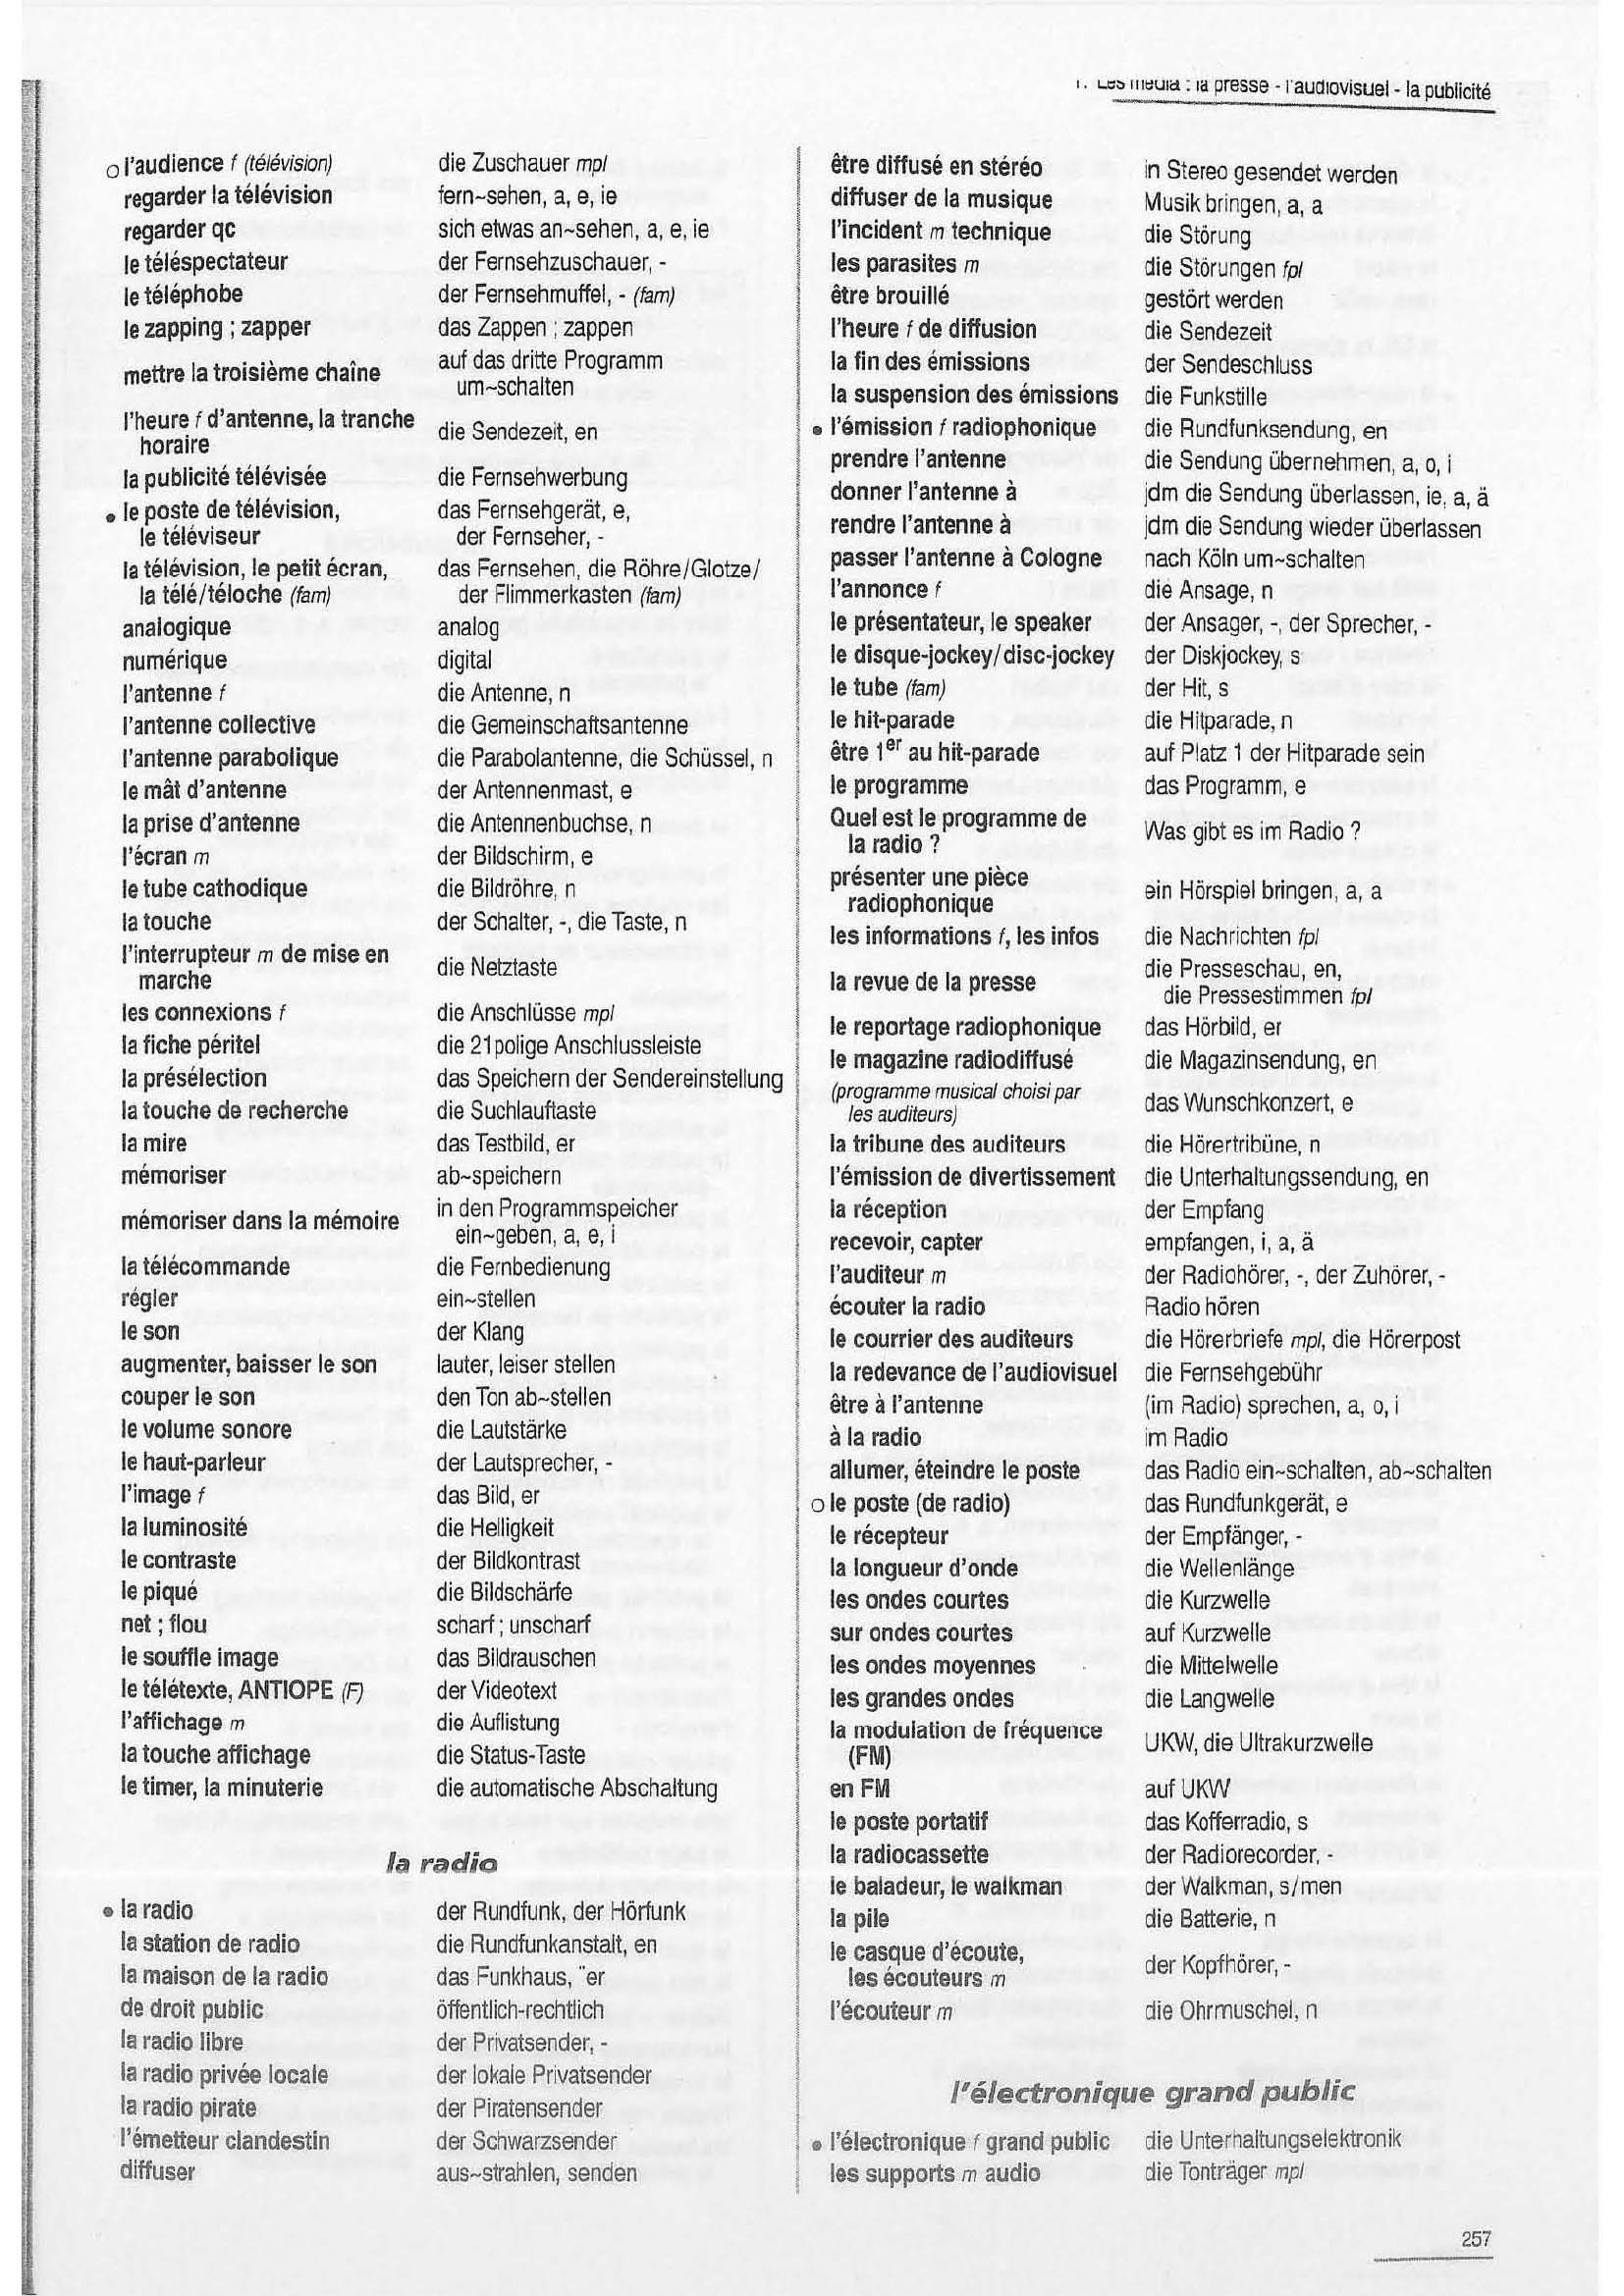 1. Les média : la presse - l'audiovisuel - la publicité
o l'audience f (télévision) die Zuschauer mpl
regarder la télévision fern~sehen, a, e, ie
regarder qc sich etwas an~sehen, a, e, ie
le téléspectateur der Fernsehzuschauer, -
le téléphobe der Fernsehmuffel, - (fam)
le zapping ; zapper das Zappen ; zappen
mettre la troisième chaîne auf das dritte Programm
um~schalten
l'heure f d'antenne, la tranche
horaire die Sendezeit, en
la publicité télévisée die Fernsehwerbung
• le poste de télévision, das Fernsehgerät, e,
le téléviseur der Fernseher, -
la télévision, le petit écran, das Fernsehen, die Röhre/Glotze/
la télé/téloche (fam) der Flimmerkasten (fam)
analogique analog
numérique digital
l'antenne f die Antenne, n
l'antenne collective die Gemeinschaftsantenne
l'antenne parabolique die Parabolantenne, die Schüssel, n
le mât d'antenne der Antennenmast, e
la prise d'antenne die Antennenbuchse, n
l'écran m der Bildschirm, e
le tube cathodique die Bildröhre, n
la touche der Schalter, -, die Taste, n
l'interrupteur m de mise en
marche die Netztaste
les connexions f die Anschlüsse mpl
la fiche péritel die 21polige Anschlussleiste
la présélection das Speichern der Sendereinstellung
la touche de recherche die Suchlauftaste
la mire das Testbild, er
mémoriser ab~speichern
mémoriser dans la mémoire in den Programmspeicher
ein~geben, a, e, i
la télécommande die Fernbedienung
régler ein~stellen
le son der Klang
augmenter, baisser le son lauter, leiser stellen
couper le son den Ton ab~stellen
le volume sonore die Lautstärke
le haut-parleur der Lautsprecher, -
l'image f das Bild, er
la luminosité die Helligkeit
le contraste der Bildkontrast
le piqué die Bildschärfe
net ; flou scharf ; unscharf
le souffle image das Bildrauschen
le télétexte, ANTIOPE (F) der Videotext
l'affichage m die Auflistung
la touche affichage die Status-Taste
le timer, la minuterie die automatische Abschaltung
la radio
• la radio der Rundfunk, der Hörfunk
la station de radio die Rundfunkanstalt, en
la maison de la radio das Funkhaus, ¨er
de droit public öffentlich-rechtlich
la radio libre der Privatsender, -
la radio privée locale der lokale Privatsender
la radio pirate der Piratensender
l'émetteur clandestin der Schwarzsender
diffuser aus~strahlen, senden
être diffusé en stéréo in Stereo gesendet werden
diffuser de la musique Musik bringen, a, a
l'incident m technique die Störung
les parasites m die Störungen fpl
être brouillé gestört werden
l'heure f de diffusion die Sendezeit
la fin des émissions der Sendeschluss
la suspension des émissions die Funkstille
• l'émission f radiophonique die Rundfunksendung, en
prendre l'antenne die Sendung übernehmen, a, o, i
donner l'antenne à jdm die Sendung überlassen, ie, a, ä
rendre l'antenne à jdm die Sendung wieder überlassen
passer l'antenne à Cologne nach Köln um~schalten
l'annonce f die Ansage, n
le présentateur, le speaker der Ansager, -, der Sprecher, -
le disque-jockey/disc-jockey der Diskjockey, s
le tube (fam) der Hit, s
le hit-parade die Hitparade, n
être 1er au hit-parade auf Platz 1 der Hitparade sein
le programme das Programm, e
Quel est le programme de
la radio ? Was gibt es im Radio ?
présenter une pièce
radiophonique ein Hörspiel bringen, a, a
les informations f, les infos die Nachrichten fpl
la revue de la presse die Presseschau, en,
die Pressestimmen fpl
le reportage radiophonique das Hörbild, er
le magazine radiodiffusé die Magazinsendung, en
(programme musical choisi par
les auditeurs) das Wunschkonzert, e
la tribune des auditeurs die Hörertribüne, n
l'émission de divertissement die Unterhaltungssendung, en
la réception der Empfang
recevoir, capter empfangen, i, a, ä
l'auditeur m der Radiohörer, -, der Zuhörer, -
écouter la radio Radio hören
le courrier des auditeurs die Hörerbriefe mpl, die Hörerpost
la redevance de l'audiovisuel die Fernsehgebühr
être à l'antenne (im Radio) sprechen, a, o, i
à la radio im Radio
allumer, éteindre le poste das Radio ein~schalten, ab~schalten
o le poste (de radio) das Rundfunkgerät, e
le récepteur der Empfänger, -
la longueur d'onde die Wellenlänge
les ondes courtes die Kurzwelle
sur ondes courtes auf Kurzwelle
les ondes moyennes die Mittelwelle
les grandes ondes die Langwelle
la modulation de fréquence
(FM) UKW, die Ultrakurzwelle
en FM auf UKW
le poste portatif das Kofferradio, s
la radiocassette der Radiorecorder, -
le baladeur, le walkman der Walkman, s/men
la pile die Batterie, n
le casque d'écoute,
les écouteurs m der Kopfhörer, -
l'écouteur m die Ohrmuschel, n
l'électronique grand public
• l'électronique f grand public die Unterhaltungselektronik
les supports m audio die Tonträger mpl
257